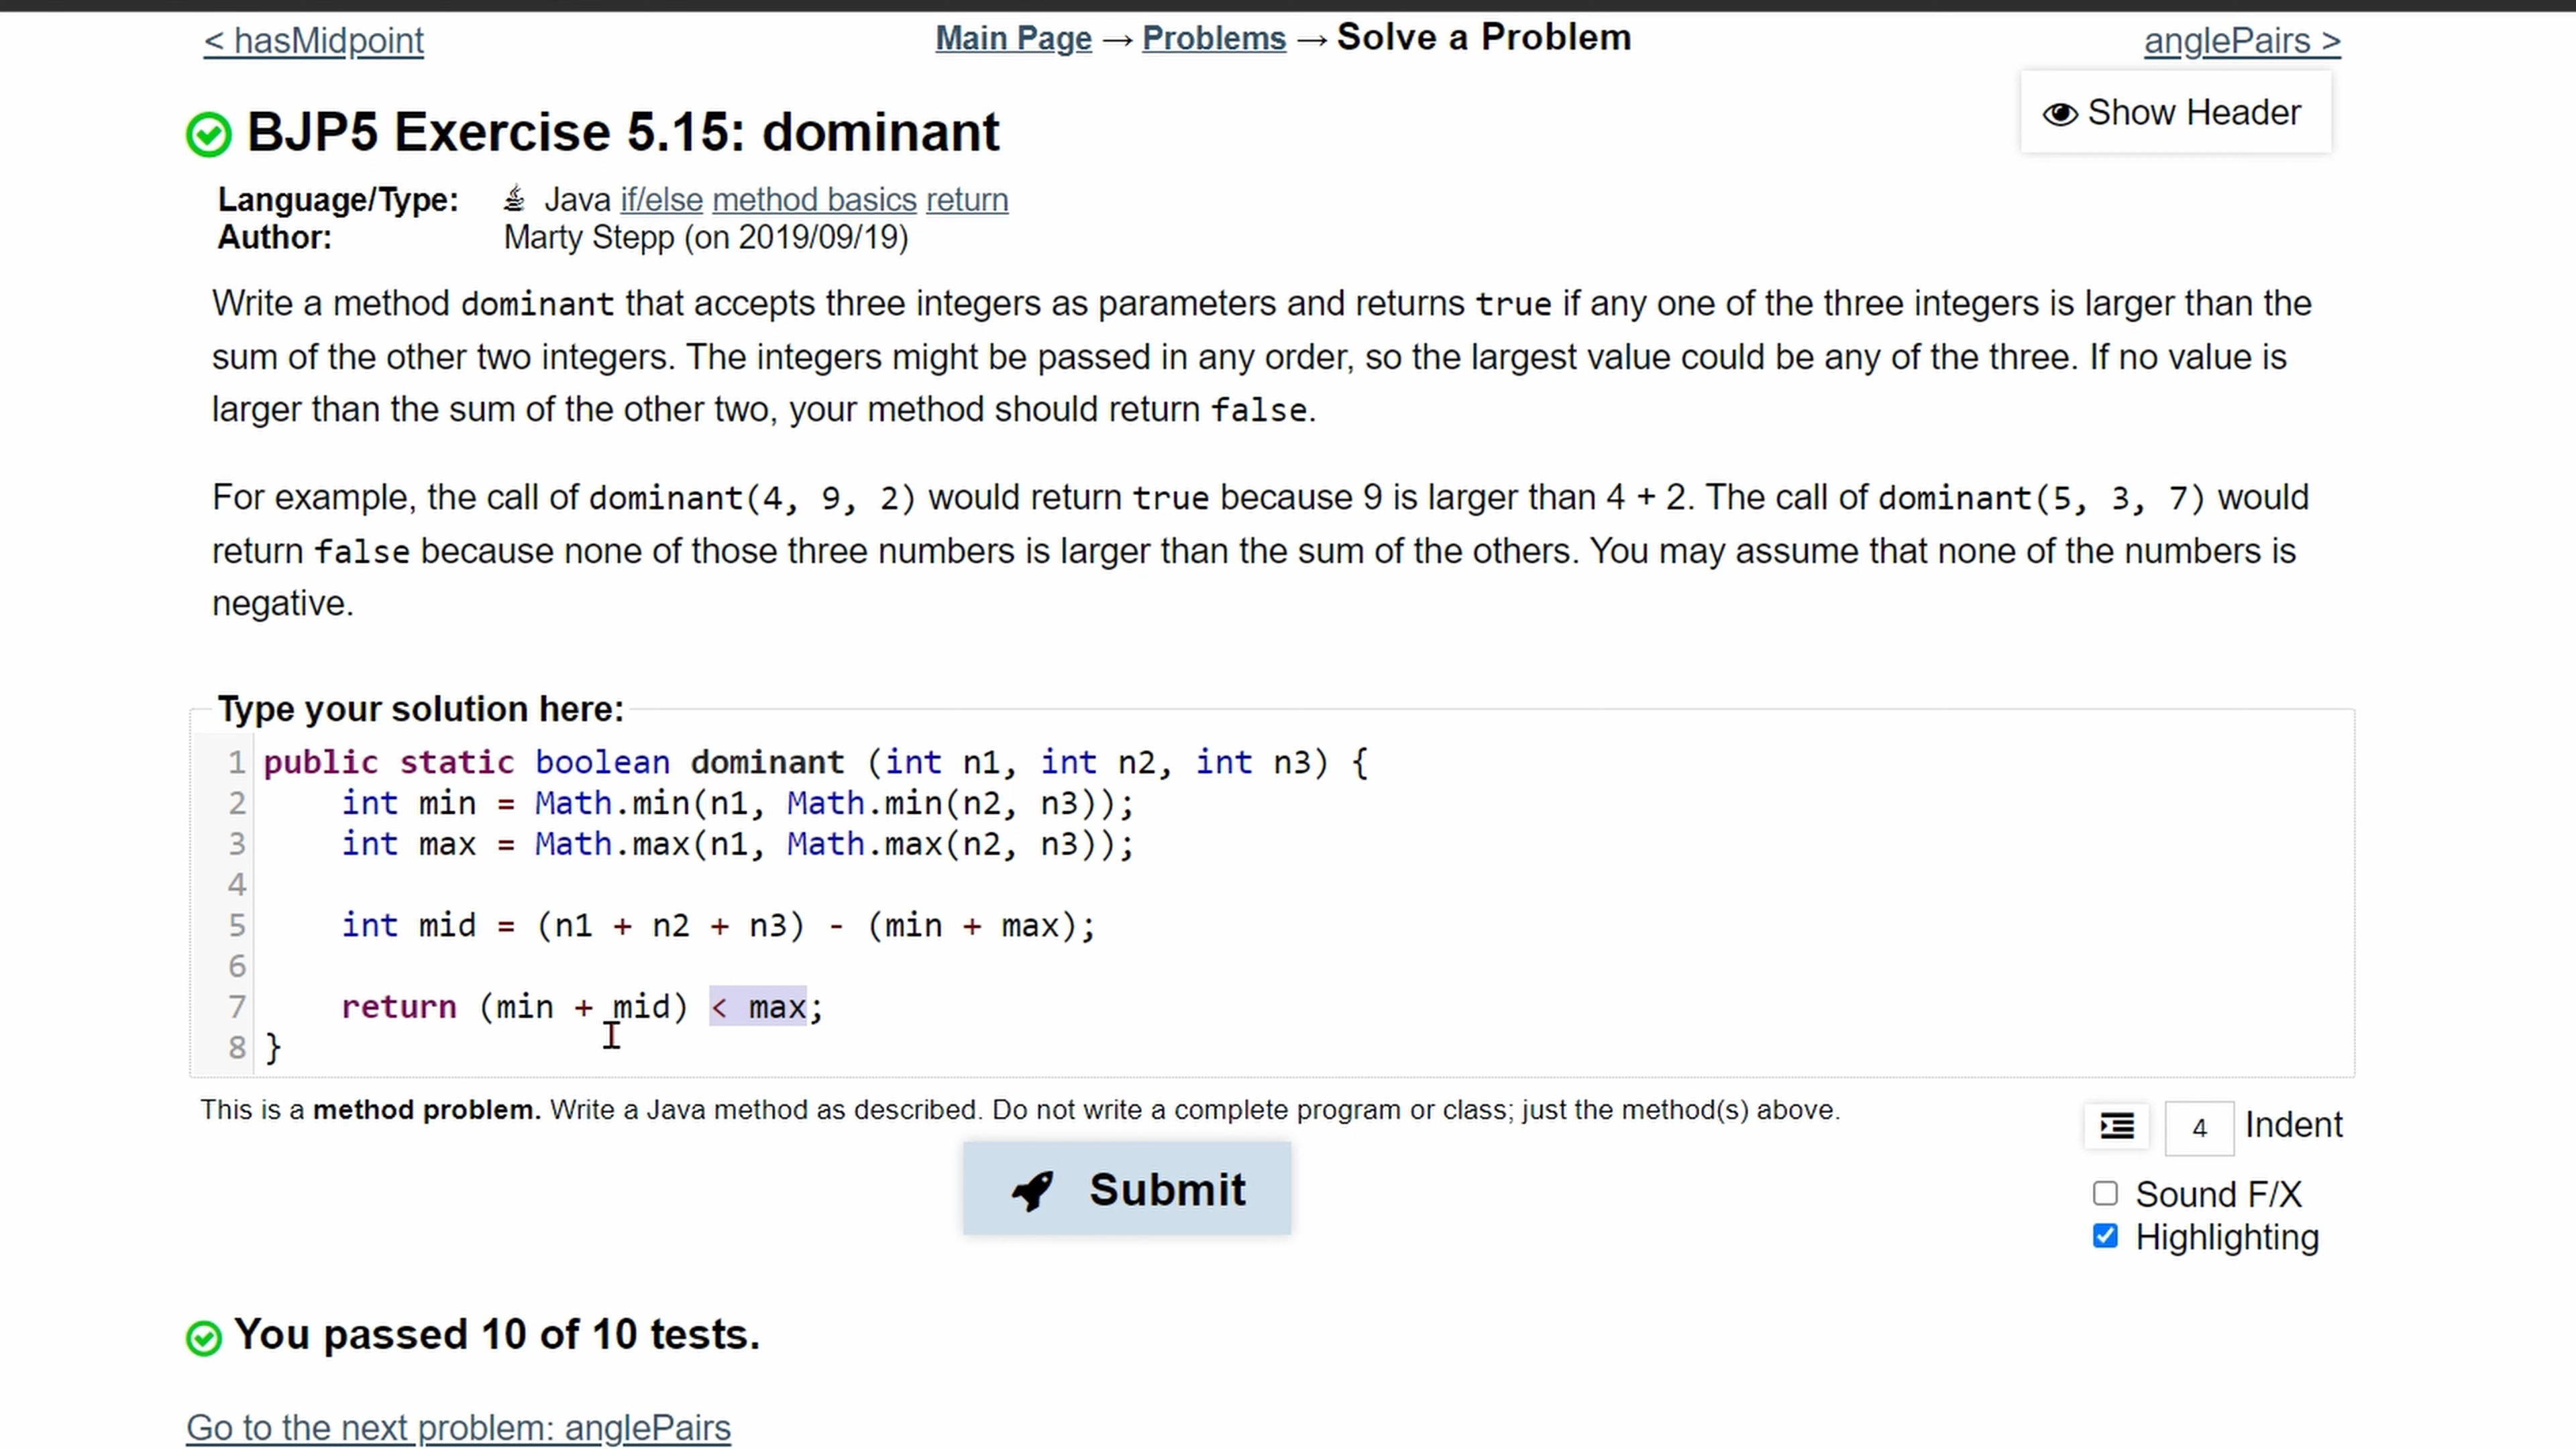 < hasMidpoint
Main Page → Problems → Solve a Problem
anglePairs >
Show Header
BJP5 Exercise 5.15: dominant
Language/Type: Java if/else method basics return
Author: Marty Stepp (on 2019/09/19)
Write a method dominant that accepts three integers as parameters and returns true if any one of the three integers is larger than the
sum of the other two integers. The integers might be passed in any order, so the largest value could be any of the three. If no value is
larger than the sum of the other two, your method should return false.
For example, the call of dominant(4, 9, 2) would return true because 9 is larger than 4 + 2. The call of dominant(5, 3, 7) would
return false because none of those three numbers is larger than the sum of the others. You may assume that none of the numbers is
negative.
Type your solution here:
1 public static boolean dominant (int n1, int n2, int n3) {
2     int min = Math.min(n1, Math.min(n2, n3));
3     int max = Math.max(n1, Math.max(n2, n3));
4
5     int mid = (n1 + n2 + n3) - (min + max);
6
7     return (min + mid) < max;
8 }
This is a method problem. Write a Java method as described. Do not write a complete program or class; just the method(s) above.
4 Indent
Submit
Sound F/X
Highlighting
You passed 10 of 10 tests.
Go to the next problem: anglePairs